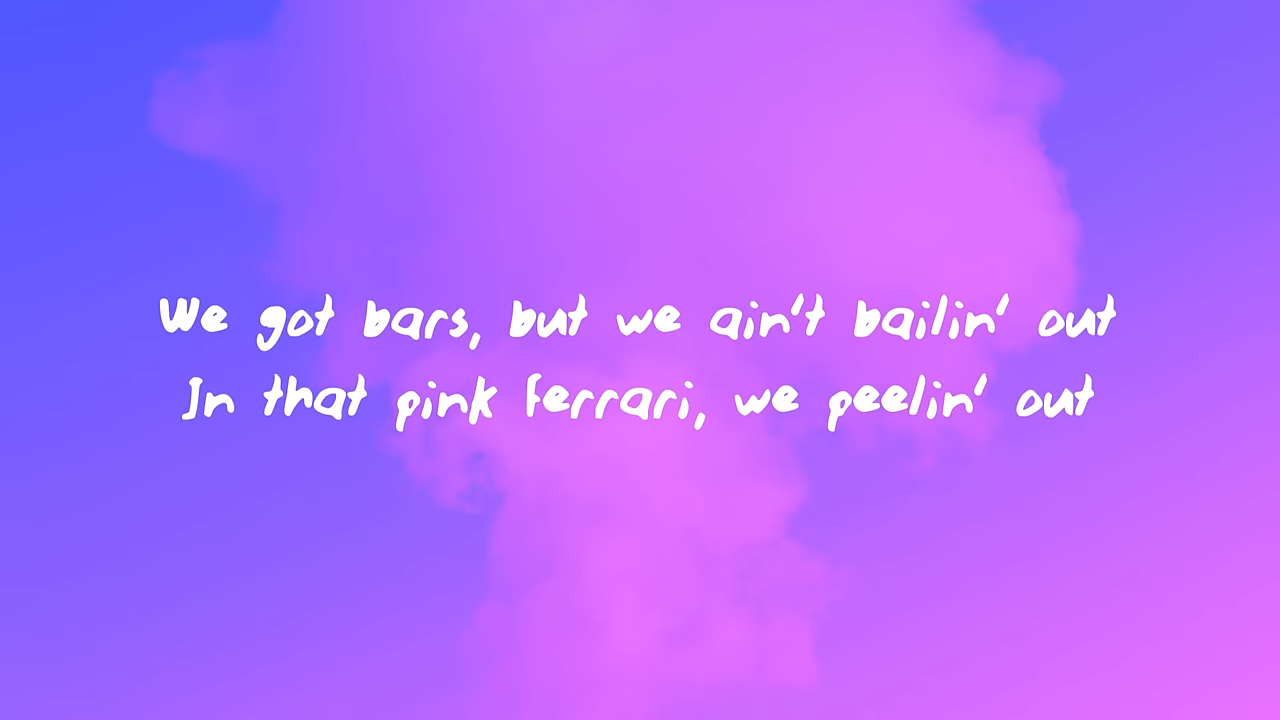 We got bars, but we ain't bailin' out
In that pink Ferrari, we peelin' out